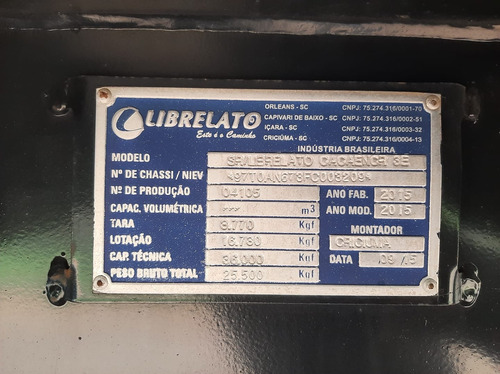 LIBRELATO
Este é o Caminho
ORLEANS - SC CNPJ: 75.274.316/0001-70
CAPIVARI DE BAIXO - SC CNPJ: 75.274.316/0002-51
IÇARA - SC CNPJ: 75.274.316/0003-32
CRICIÚMA - SC CNPJ: 75.274.316/0004-13
INDÚSTRIA BRASILEIRA
MODELO
Nº DE CHASSI / NIEV
Nº DE PRODUÇÃO 04105 ANO FAB. 2015
CAPAC. VOLUMÉTRICA *** m3 ANO MOD. 2015
TARA 8.770 Kgf MONTADOR
LOTAÇÃO 16.730 Kgf CRICIUMA
CAP. TÉCNICA 36.000 Kgf DATA
PESO BRUTO TOTAL 25.500 Kgf